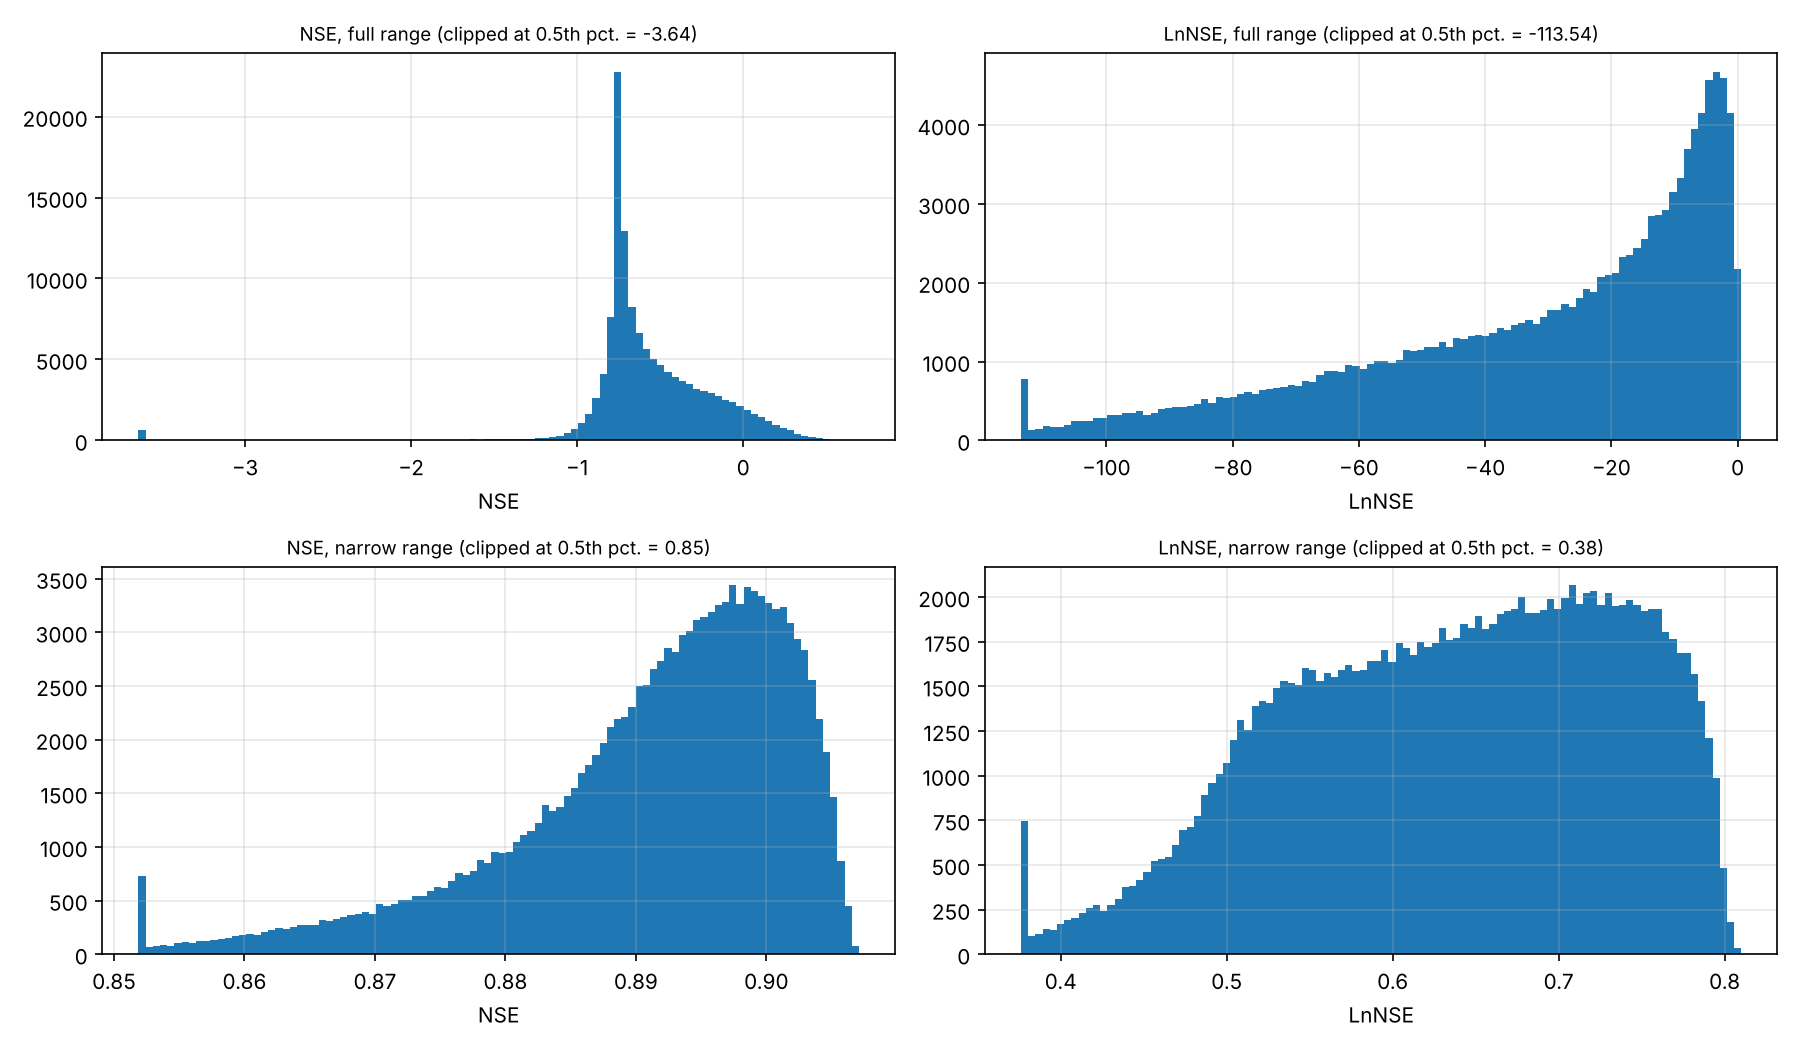 NSE, full range (clipped at 0.5th pct. = -3.64)
20000
15000
10000
5000
0
−3 −2 −1 0
NSE
LnNSE, full range (clipped at 0.5th pct. = -113.54)
4000
3000
2000
1000
0
−100 −80 −60 −40 −20 0
LnNSE
NSE, narrow range (clipped at 0.5th pct. = 0.85)
3500
3000
2500
2000
1500
1000
500
0
0.85 0.86 0.87 0.88 0.89 0.90
NSE
LnNSE, narrow range (clipped at 0.5th pct. = 0.38)
2000
1750
1500
1250
1000
750
500
250
0
0.4 0.5 0.6 0.7 0.8
LnNSE